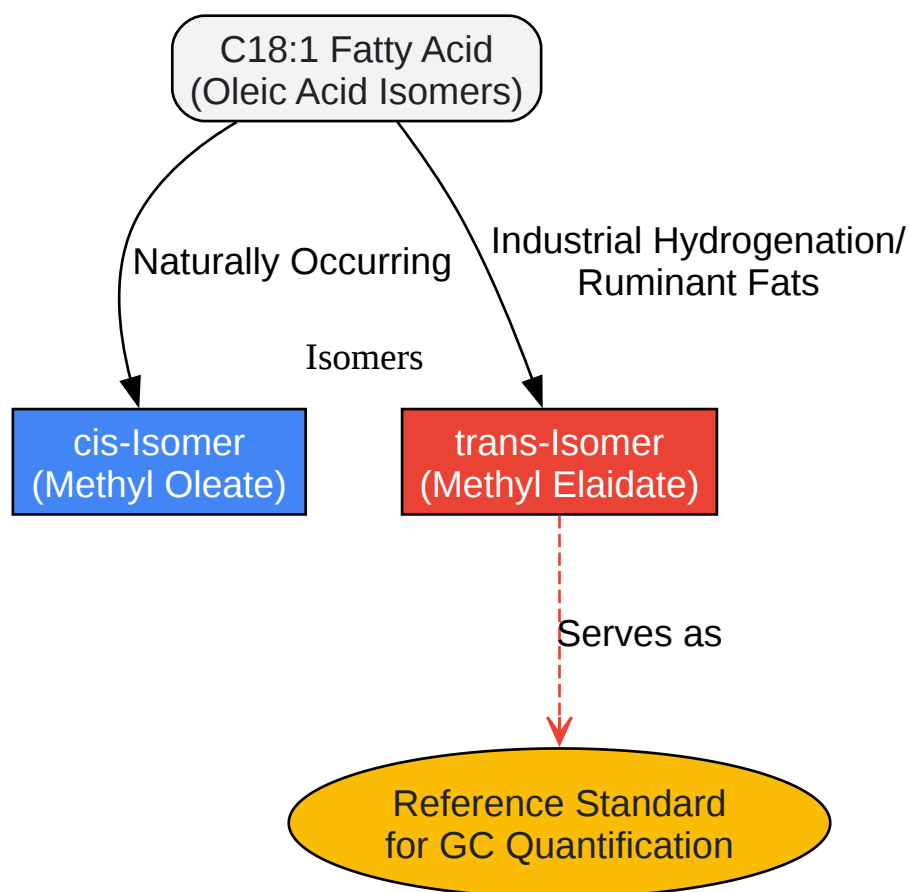 C18:1 Fatty Acid
(Oleic Acid Isomers)
Naturally Occurring
Industrial Hydrogenation/
Ruminant Fats
Isomers
cis-Isomer
(Methyl Oleate)
trans-Isomer
(Methyl Elaidate)
Serves as
Reference Standard
for GC Quantification